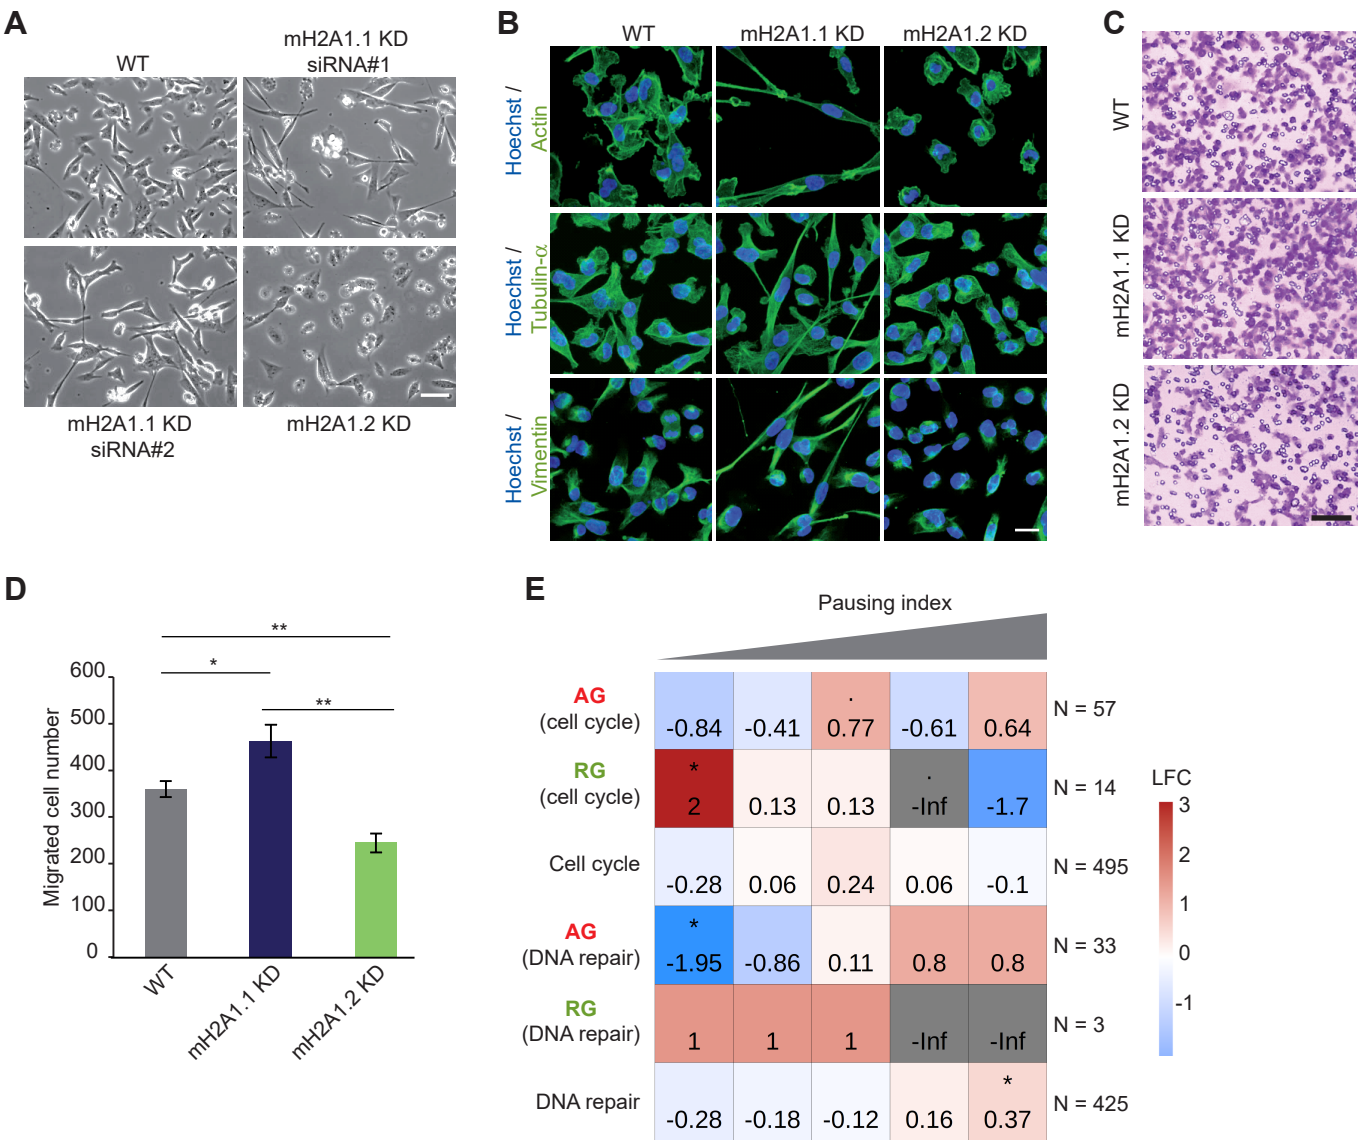 A
WT
mH2A1.1 KD
siRNA#1
mH2A1.1 KD
siRNA#2
mH2A1.2 KD
B
WT
mH2A1.1 KD
mH2A1.2 KD
Hoechst /
Actin
Hoechst /
Tubulin-α
Hoechst /
Vimentin
C
WT
mH2A1.1 KD
mH2A1.2 KD
D
**
*
**
Migrated cell number
600
500
400
300
200
100
0
WT
mH2A1.1 KD
mH2A1.2 KD
E
Pausing index
AG
(cell cycle)
-0.84
-0.41
.
0.77
-0.61
0.64
N = 57
RG
(cell cycle)
*
2
0.13
0.13
.
-Inf
-1.7
N = 14
Cell cycle
-0.28
0.06
0.24
0.06
-0.1
N = 495
AG
(DNA repair)
*
-1.95
-0.86
0.11
0.8
0.8
N = 33
RG
(DNA repair)
1
1
1
-Inf
-Inf
N = 3
DNA repair
-0.28
-0.18
-0.12
0.16
*
0.37
N = 425
LFC
3
2
1
0
-1